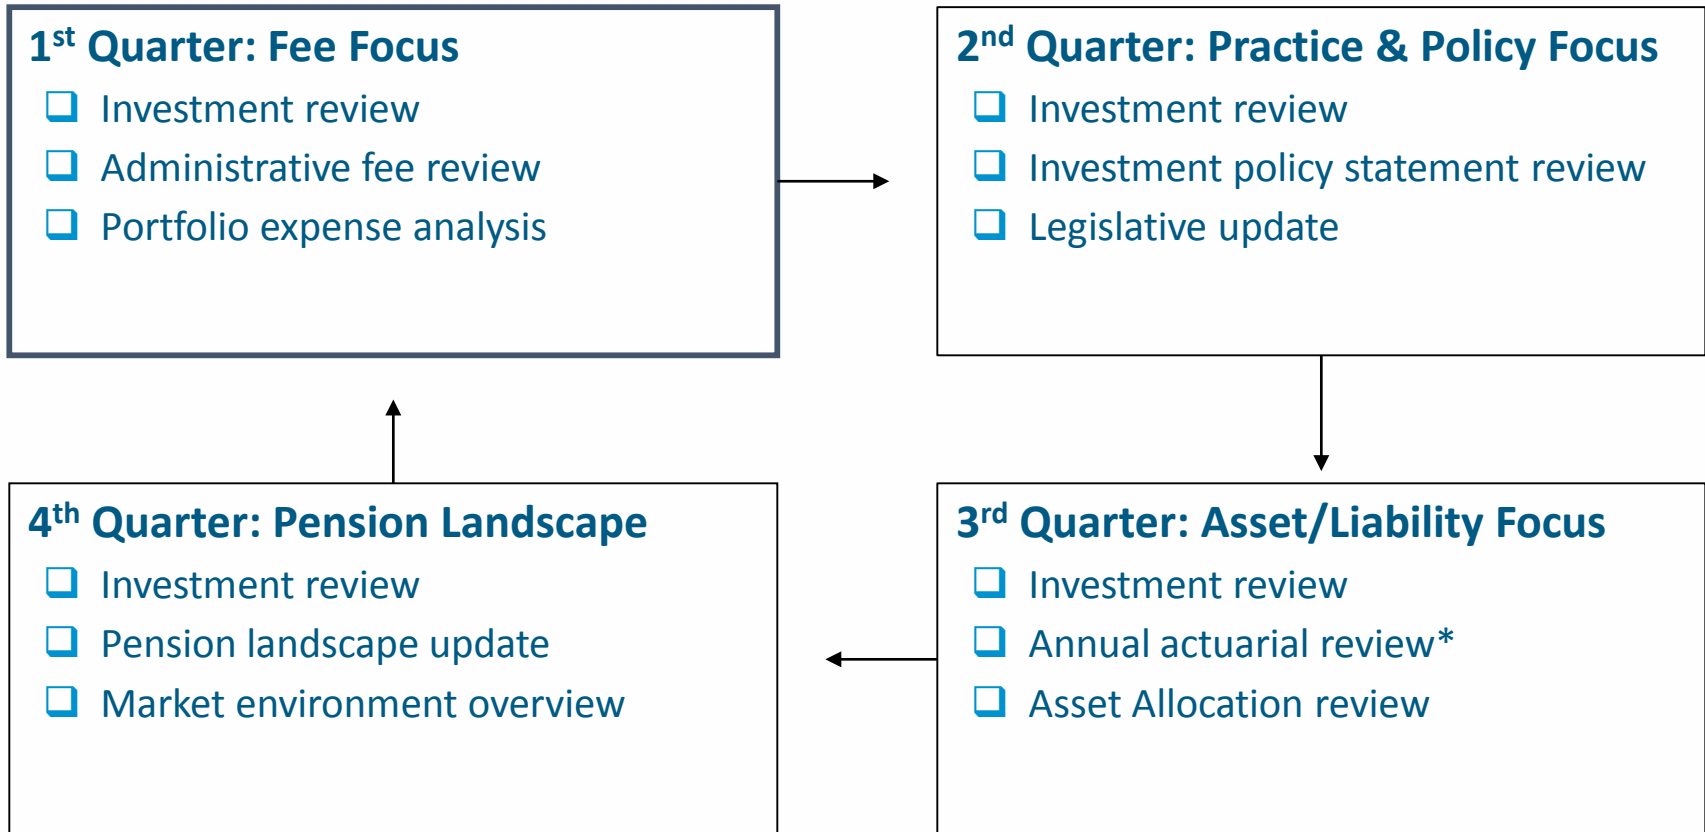 1st Quarter: Fee Focus
Investment review
Administrative fee review
Portfolio expense analysis
2nd Quarter: Practice & Policy Focus
Investment review
Investment policy statement review
Legislative update
4th Quarter: Pension Landscape
Investment review
Pension landscape update
Market environment overview
3rd Quarter: Asset/Liability Focus
Investment review
Annual actuarial review*
Asset Allocation review